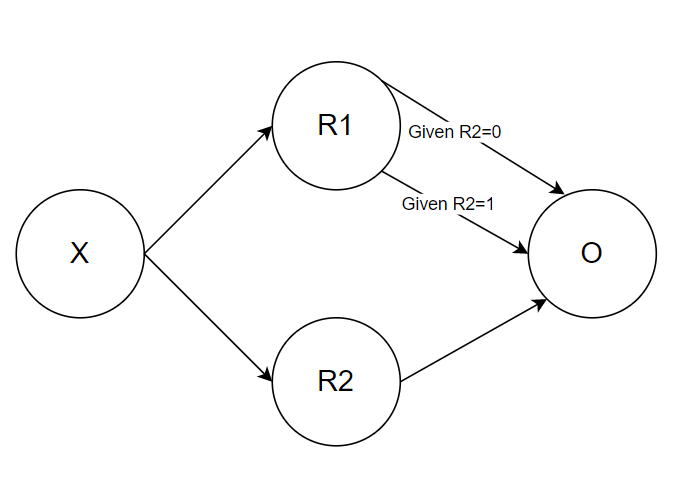 R1
Given R2=0
Given R2=1
X
O
R2